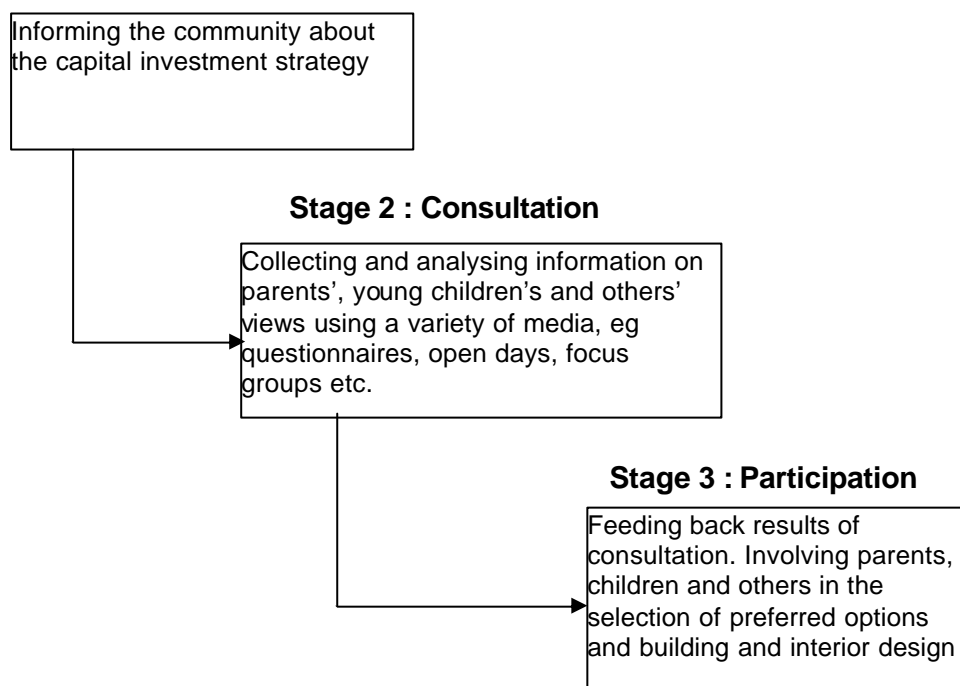 Informing the community about
the capital investment strategy
Stage 2 : Consultation
Collecting and analysing information on
parents’, young children’s and others’
views using a variety of media, eg
questionnaires, open days, focus
groups etc.
Stage 3 : Participation
Feeding back results of
consultation. Involving parents,
children and others in the
selection of preferred options
and building and interior design